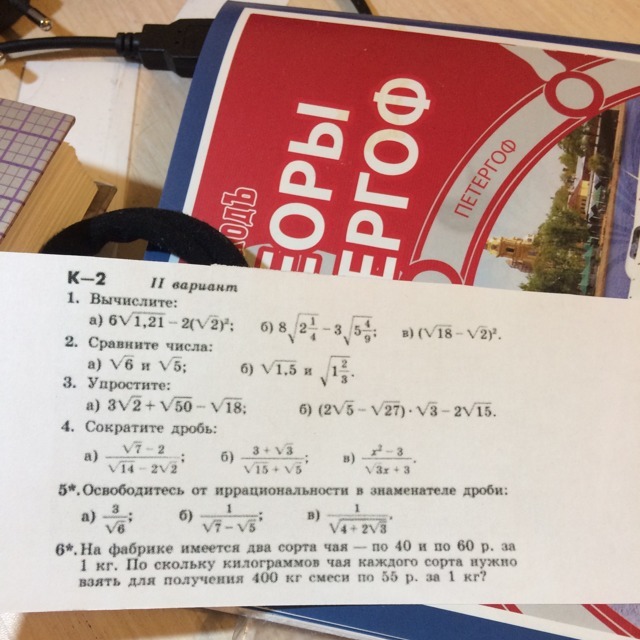 ХОДЪ
ЕОРЫ
ЕРГОФ
ПЕТЕРГОФ
К—2 II вариант
1. Вычислите:
а) 6√1,21 − 2(√2)²; б) 8√(2 1/4) − 3√(5 4/9); в) (√18 − √2)².
2. Сравните числа:
а) √6 и √5; б) √1,5 и √(1 2/3).
3. Упростите:
а) 3√2 + √50 − √18; б) (2√5 − √27) · √3 − 2√15.
4. Сократите дробь:
а) (√7 − 2)/(√14 − 2√2); б) (3 + √3)/(√15 + √5); в) (x² − 3)/(√3x + 3).
5*. Освободитесь от иррациональности в знаменателе дроби:
а) 3/√6; б) 1/(√7 − √5); в) 1/√(4 + 2√3).
6*. На фабрике имеется два сорта чая — по 40 и по 60 р. за
1 кг. По скольку килограммов чая каждого сорта нужно
взять для получения 400 кг смеси по 55 р. за 1 кг?